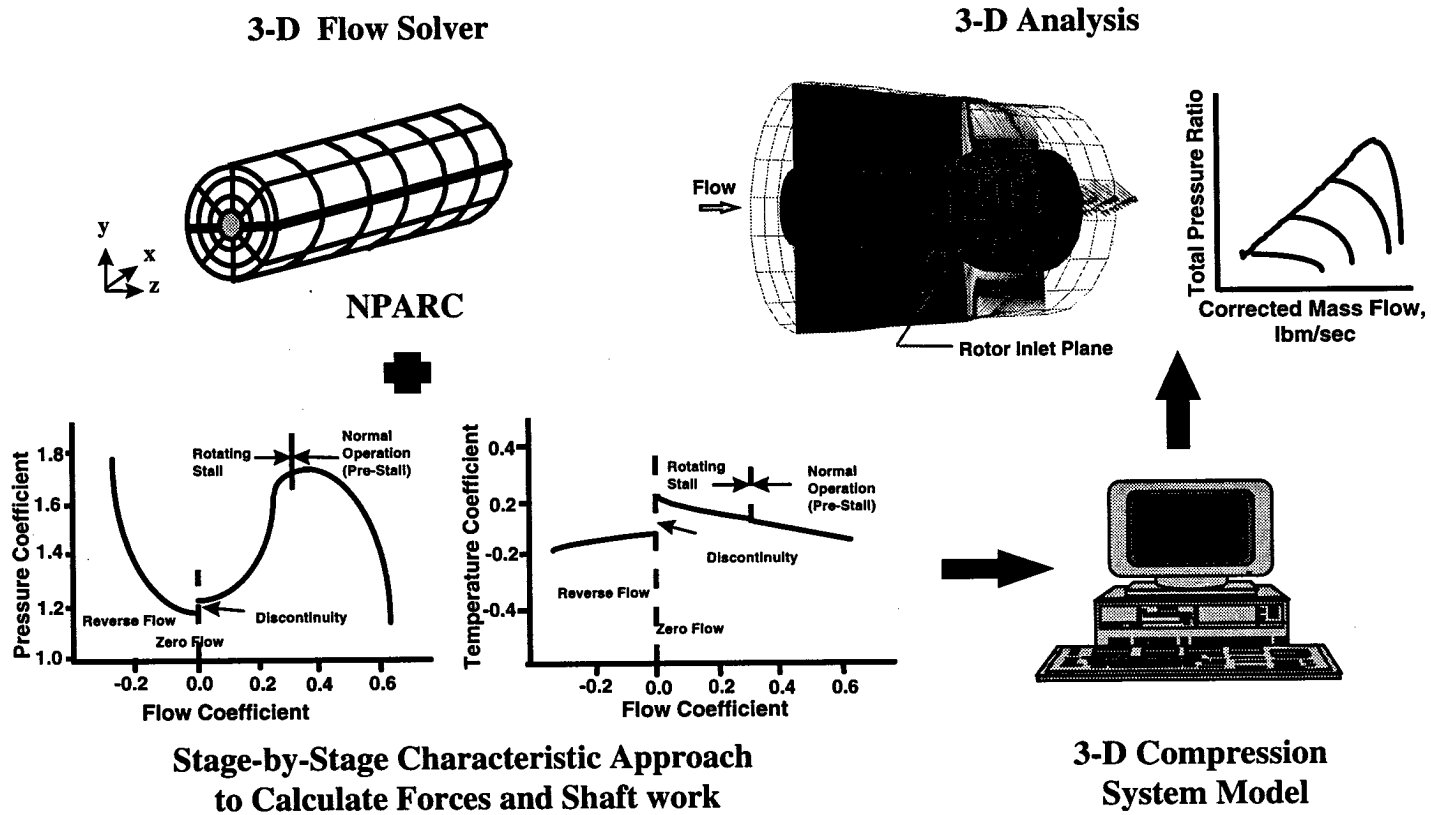 3-D Flow Solver
3-D Analysis
y
x
z
NPARC
Flow
Rotor Inlet Plane
Total Pressure Ratio
Corrected Mass Flow,
lbm/sec
Pressure Coefficient
1.8
1.6
1.4
1.2
1.0
Rotating
Stall
Normal
Operation
(Pre-Stall)
Reverse Flow
Discontinuity
Zero Flow
-0.2
0.0
0.2
0.4
0.6
Flow Coefficient
Temperature Coefficient
0.4
0.2
-0.2
-0.4
Rotating
Stall
Normal
Operation
(Pre-Stall)
Discontinuity
Reverse Flow
Zero Flow
-0.2
0.0
0.2
0.4
0.6
Flow Coefficient
Stage-by-Stage Characteristic Approach
to Calculate Forces and Shaft work
3-D Compression
System Model